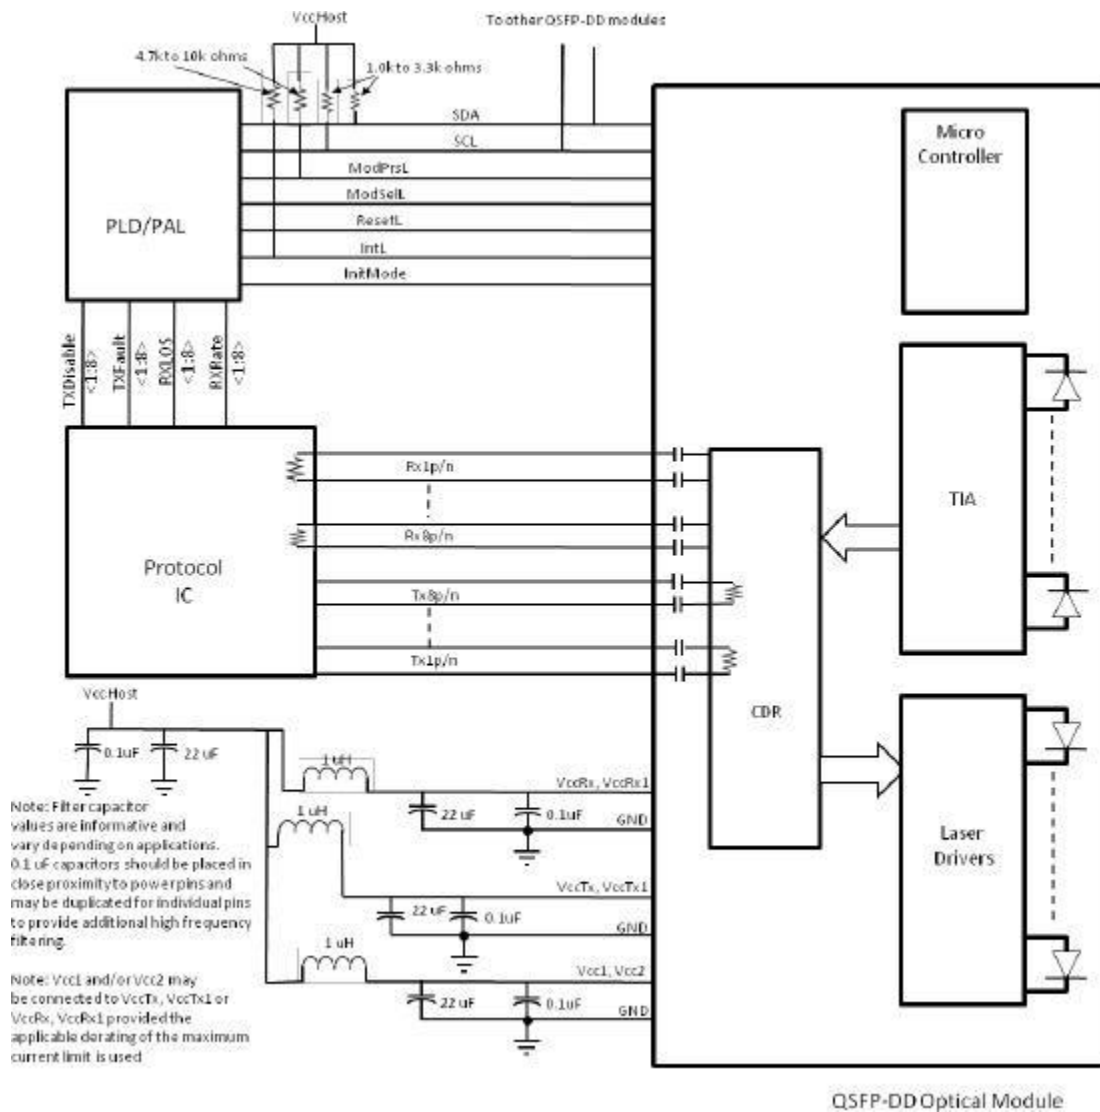 VccHost
To other QSFP-DD modules
4.7k to 10k ohms
1.0k to 3.3k ohms
SDA
SCL
ModPrsL
ModSelL
ResetL
IntL
InitMode
PLD/PAL
Micro
Controller
TXDisable
<1:8>
TXFault
<1:8>
RXLOS
<1:8>
RXRate
<1:8>
Rx1p/n
Rx8p/n
Tx8p/n
Tx1p/n
Protocol
IC
TIA
CDR
Laser
Drivers
VccHost
0.1uF
22 uF
1 uH
VccRx, VccRx1
22 uF
0.1uF
GND
1 uH
VccTx, VccTx1
22 uF
0.1uF
GND
1 uH
Vcc1, Vcc2
22 uF
0.1uF
GND
Note: Filter capacitor
values are informative and
vary depending on applications.
0.1 uF capacitors should be placed in
close proximity to power pins and
may be duplicated for individual pins
to provide additional high frequency
filtering.
Note: Vcc1 and/or Vcc2 may
be connected to VccTx, VccTx1 or
VccRx, VccRx1 provided the
applicable derating of the maximum
current limit is used
QSFP-DD Optical Module